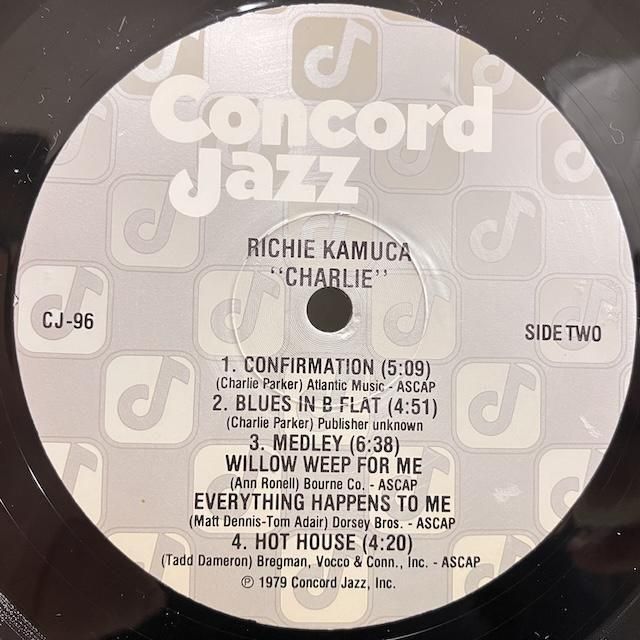 Concord
Jazz
RICHIE KAMUCA
"CHARLIE"
CJ-96
SIDE TWO
1. CONFIRMATION (5:09)
(Charlie Parker) Atlantic Music - ASCAP
2. BLUES IN B FLAT (4:51)
(Charlie Parker) Publisher unknown
3. MEDLEY (6:38)
WILLOW WEEP FOR ME
(Ann Ronell) Bourne Co. - ASCAP
EVERYTHING HAPPENS TO ME
(Matt Dennis-Tom Adair) Dorsey Bros. - ASCAP
4. HOT HOUSE (4:20)
(Tadd Dameron) Bregman, Vocco & Conn., Inc. - ASCAP
℗ 1979 Concord Jazz, Inc.